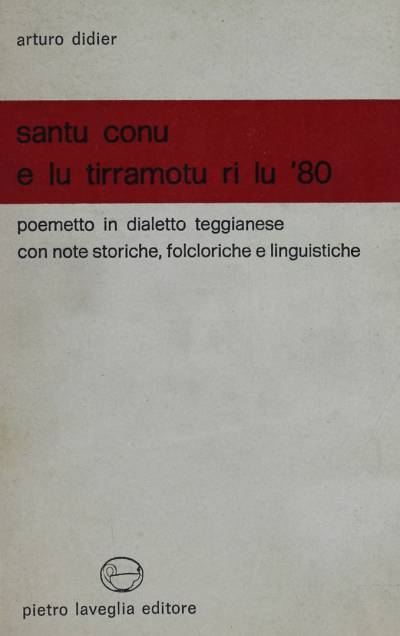 arturo didier
santu conu
e lu tirramotu ri lu '80
poemetto in dialetto teggianese
con note storiche, folcloriche e linguistiche
pietro laveglia editore